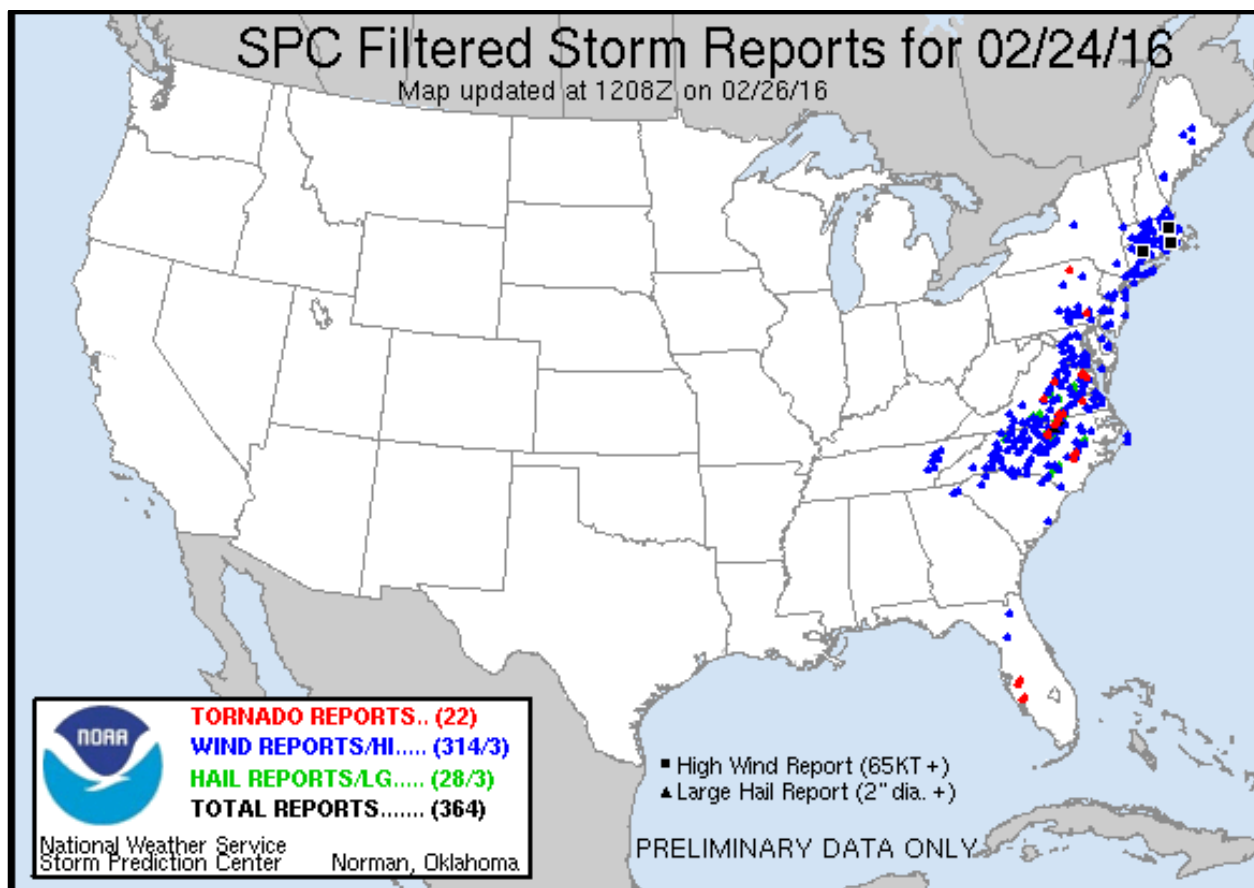 SPC Filtered Storm Reports for 02/24/16
Map updated at 1208Z on 02/26/16
NOAA
TORNADO REPORTS.. (22)
WIND REPORTS/HI..... (314/3)
HAIL REPORTS/LG..... (28/3)
TOTAL REPORTS....... (364)
National Weather Service
Storm Prediction Center Norman, Oklahoma
High Wind Report (65KT +)
Large Hail Report (2" dia. +)
PRELIMINARY DATA ONLY